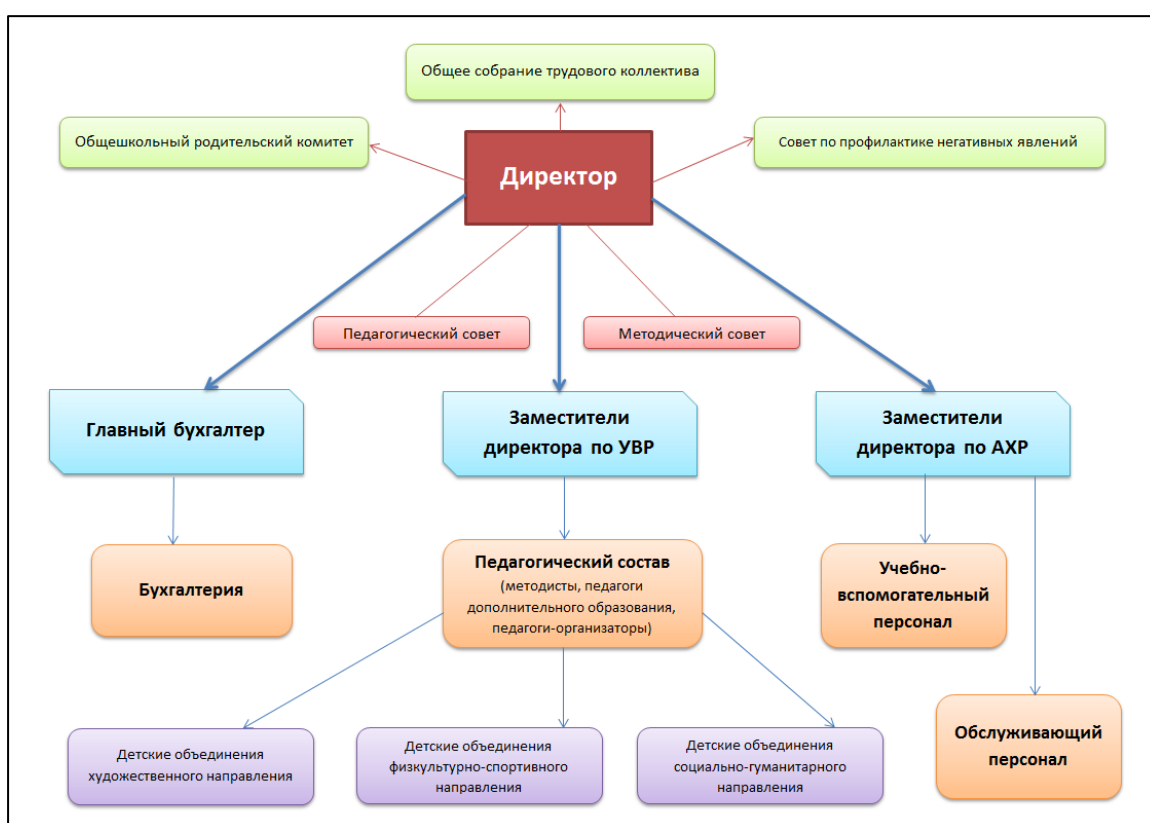 Общее собрание трудового коллектива
Общешкольный родительский комитет
Совет по профилактике негативных явлений
Директор
Педагогический совет
Методический совет
Главный бухгалтер
Заместители
директора по УВР
Заместители
директора по АХР
Бухгалтерия
Педагогический состав
(методисты, педагоги
дополнительного образования,
педагоги-организаторы)
Учебно-
вспомогательный
персонал
Детские объединения
художественного направления
Детские объединения
физкультурно-спортивного
направления
Детские объединения
социально-гуманитарного
направления
Обслуживающий
персонал